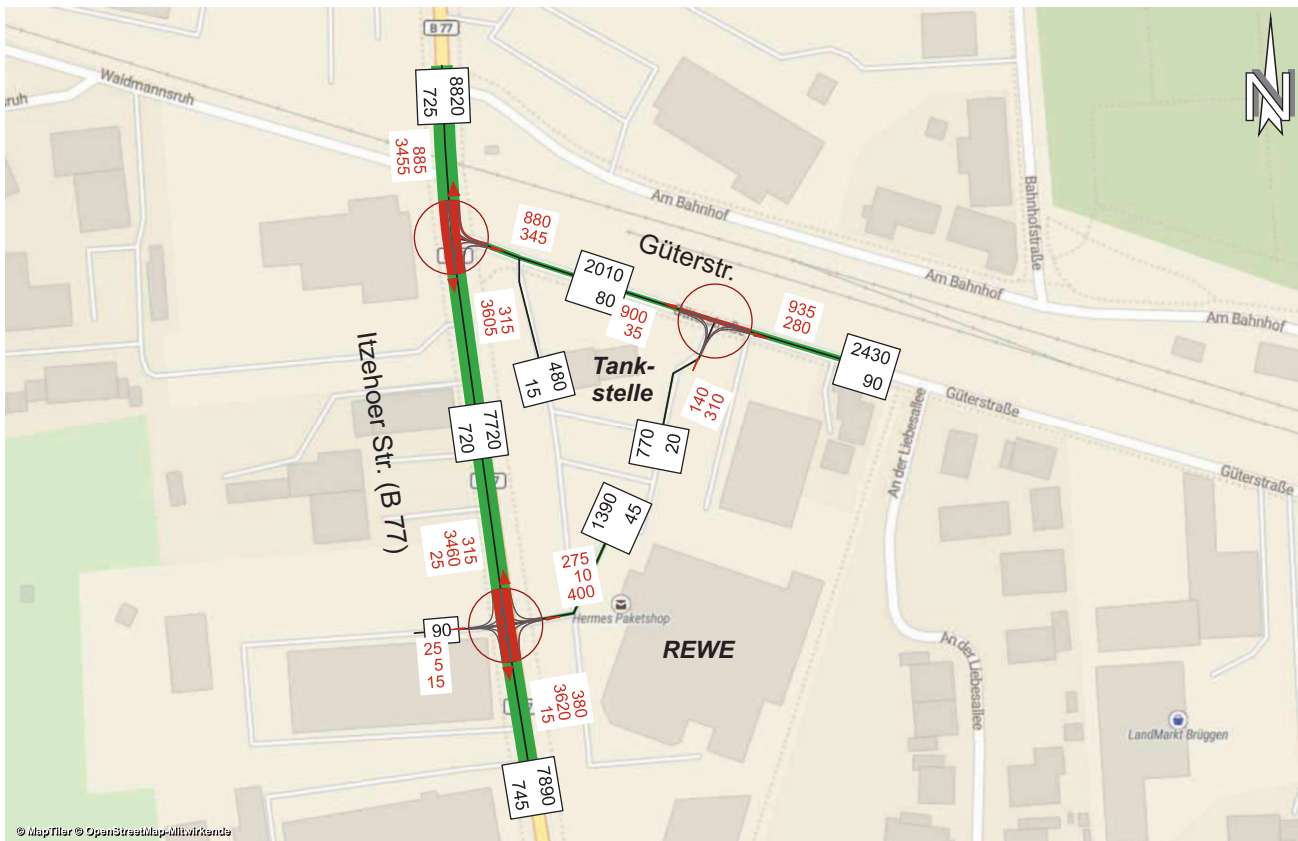 B 77
Waidmannsruh
ruh
8820
725
885
3455
Am Bahnhof
Bahnhofstraße
Am Bahnhof
Am Bahnhof
N
880
345
Güterstr.
2010
80
900
35
935
280
2430
90
315
3605
480
15
Tank-
stelle
140
310
770
20
Güterstraße
Güterstraße
An der Liebesallee
Itzehoer Str. (B 77)
7720
720
1390
45
315
3460
25
275
10
400
Hermes Paketshop
REWE
90
25
5
15
380
3620
15
An der Liebesallee
LandMarkt Brüggen
7890
745
© MapTiler © OpenStreetMap-Mitwirkende